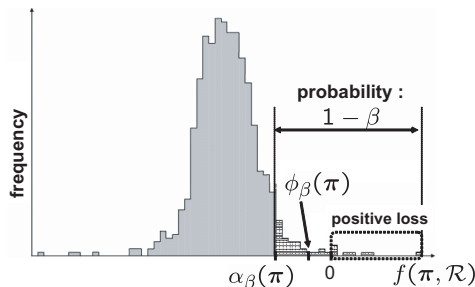 frequency
probability :
1 − β
ϕ_β(π)
positive loss
α_β(π)
0
f(π, ℛ)